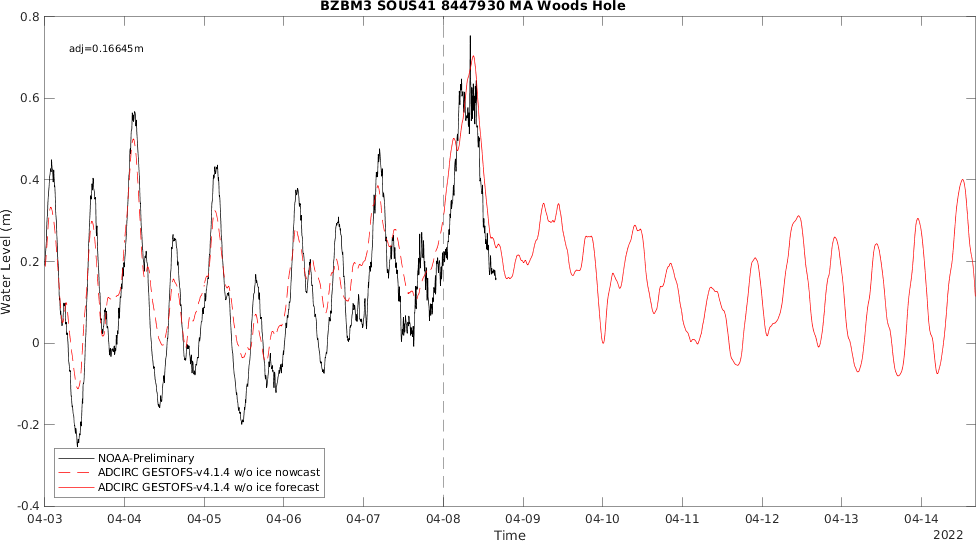 BZBM3 SOUS41 8447930 MA Woods Hole
adj=0.16645m
Water Level (m)
0.8
0.6
0.4
0.2
0
-0.2
-0.4
NOAA-Preliminary
ADCIRC GESTOFS-v4.1.4 w/o ice nowcast
ADCIRC GESTOFS-v4.1.4 w/o ice forecast
04-03 04-04 04-05 04-06 04-07 04-08 04-09 04-10 04-11 04-12 04-13 04-14
Time
2022